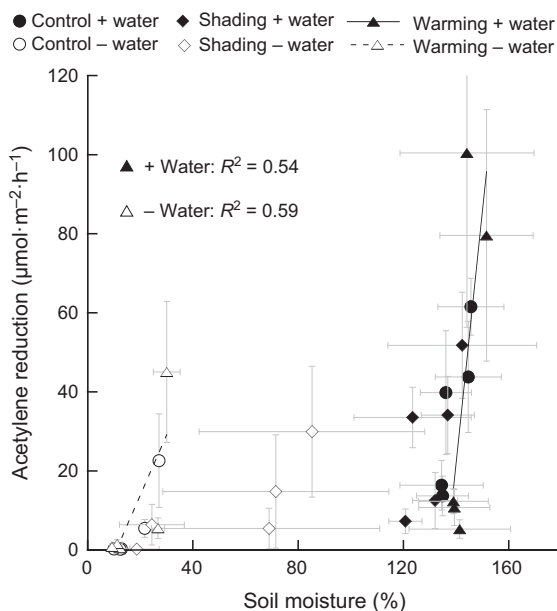 Control + water Shading + water Warming + water
Control – water Shading – water Warming – water
120
100
80
60
40
20
0
Acetylene reduction (μmol·m⁻²·h⁻¹)
+ Water: R² = 0.54
– Water: R² = 0.59
0 40 80 120 160
Soil moisture (%)